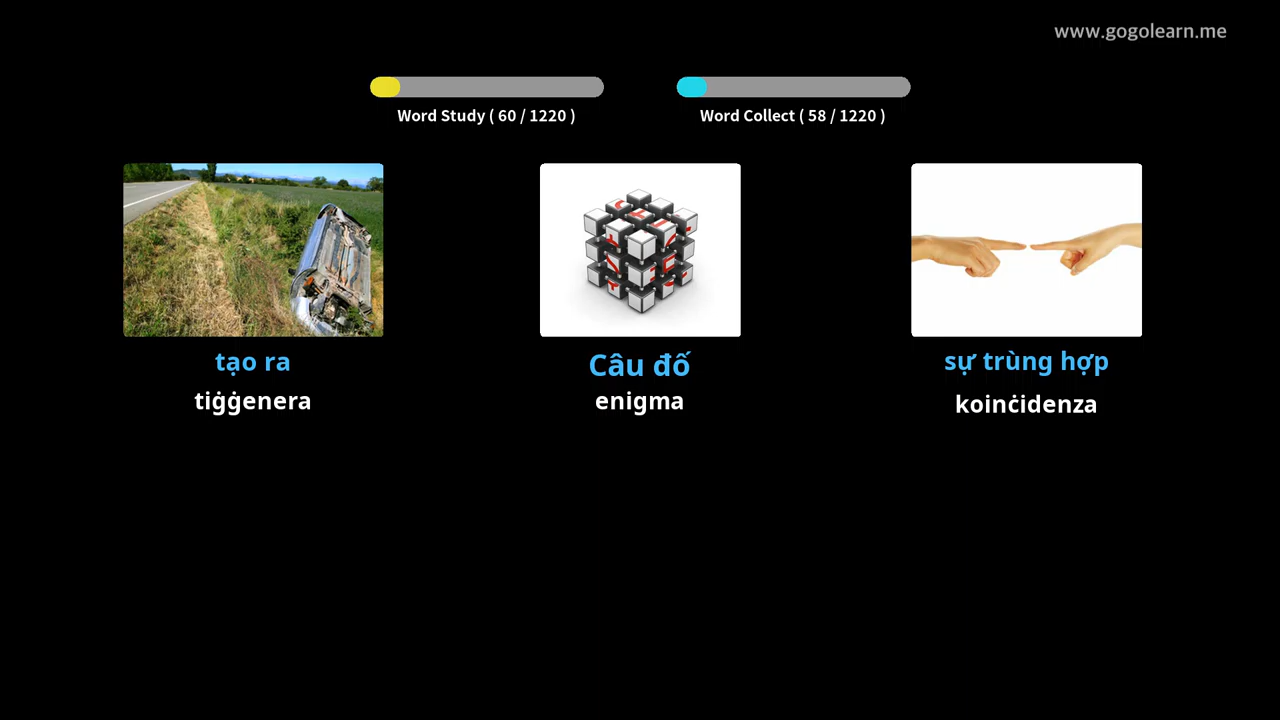 www.gogolearn.me
Word Study ( 60 / 1220 )
Word Collect ( 58 / 1220 )
tạo ra
Câu đố
sự trùng hợp
tiġġenera
enigma
koinċidenza